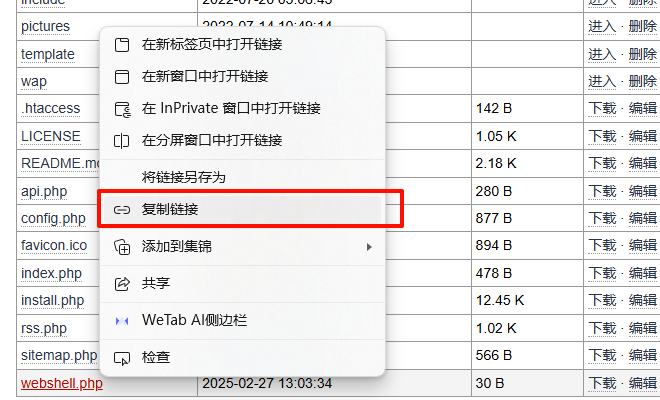 include 2022-07-20 05:06:45 进入 · 删除
pictures 2022-07-14 10:49:14 进入 · 删除
template 进入 · 删除
wap 进入 · 删除
.htaccess 142 B 下载 · 编辑
LICENSE 1.05 K 下载 · 编辑
README.m 2.18 K 下载 · 编辑
api.php 280 B 下载 · 编辑
config.php 877 B 下载 · 编辑
favicon.ico 894 B 下载 · 编辑
index.php 478 B 下载 · 编辑
install.php 12.45 K 下载 · 编辑
rss.php 1.02 K 下载 · 编辑
sitemap.php 566 B 下载 · 编辑
webshell.php 2025-02-27 13:03:34 30 B 下载 · 编辑
在新标签页中打开链接
在新窗口中打开链接
在 InPrivate 窗口中打开链接
在分屏窗口中打开链接
将链接另存为
复制链接
添加到集锦
共享
WeTab AI侧边栏
检查